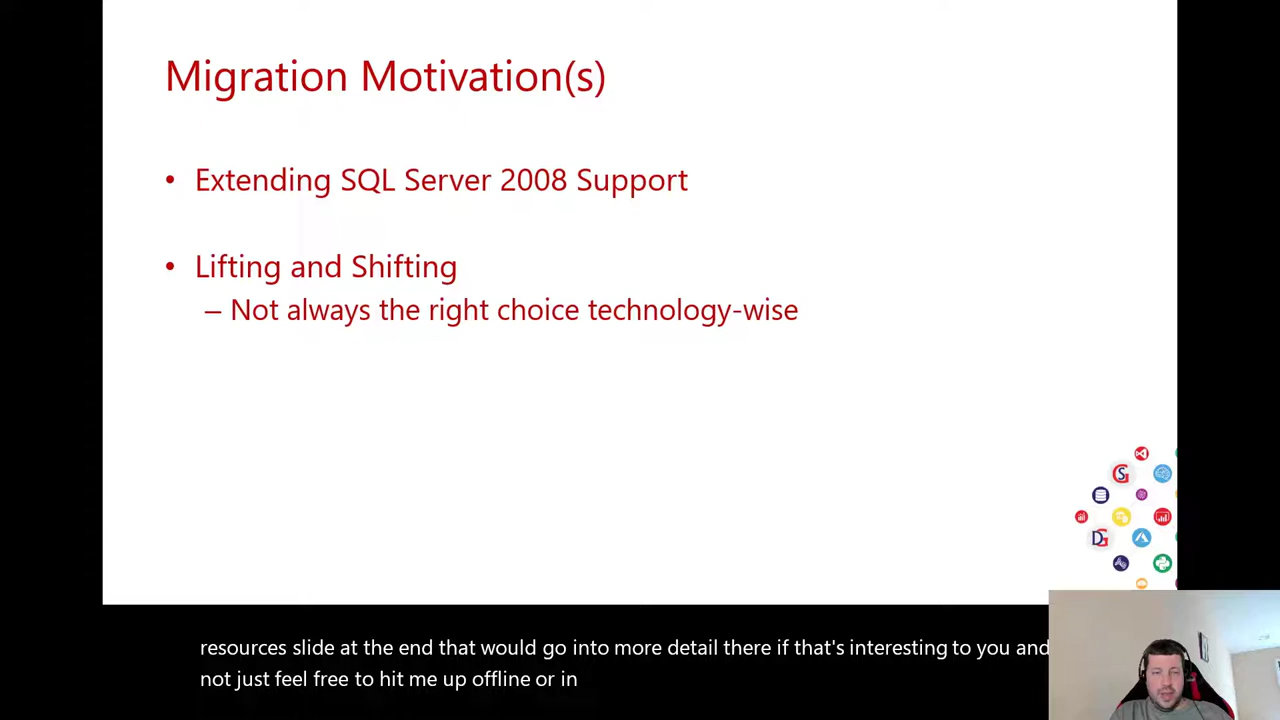 Migration Motivation(s)
• Extending SQL Server 2008 Support
• Lifting and Shifting
– Not always the right choice technology-wise
GS
DG
resources slide at the end that would go into more detail there if that's interesting to you and
not just feel free to hit me up offline or in